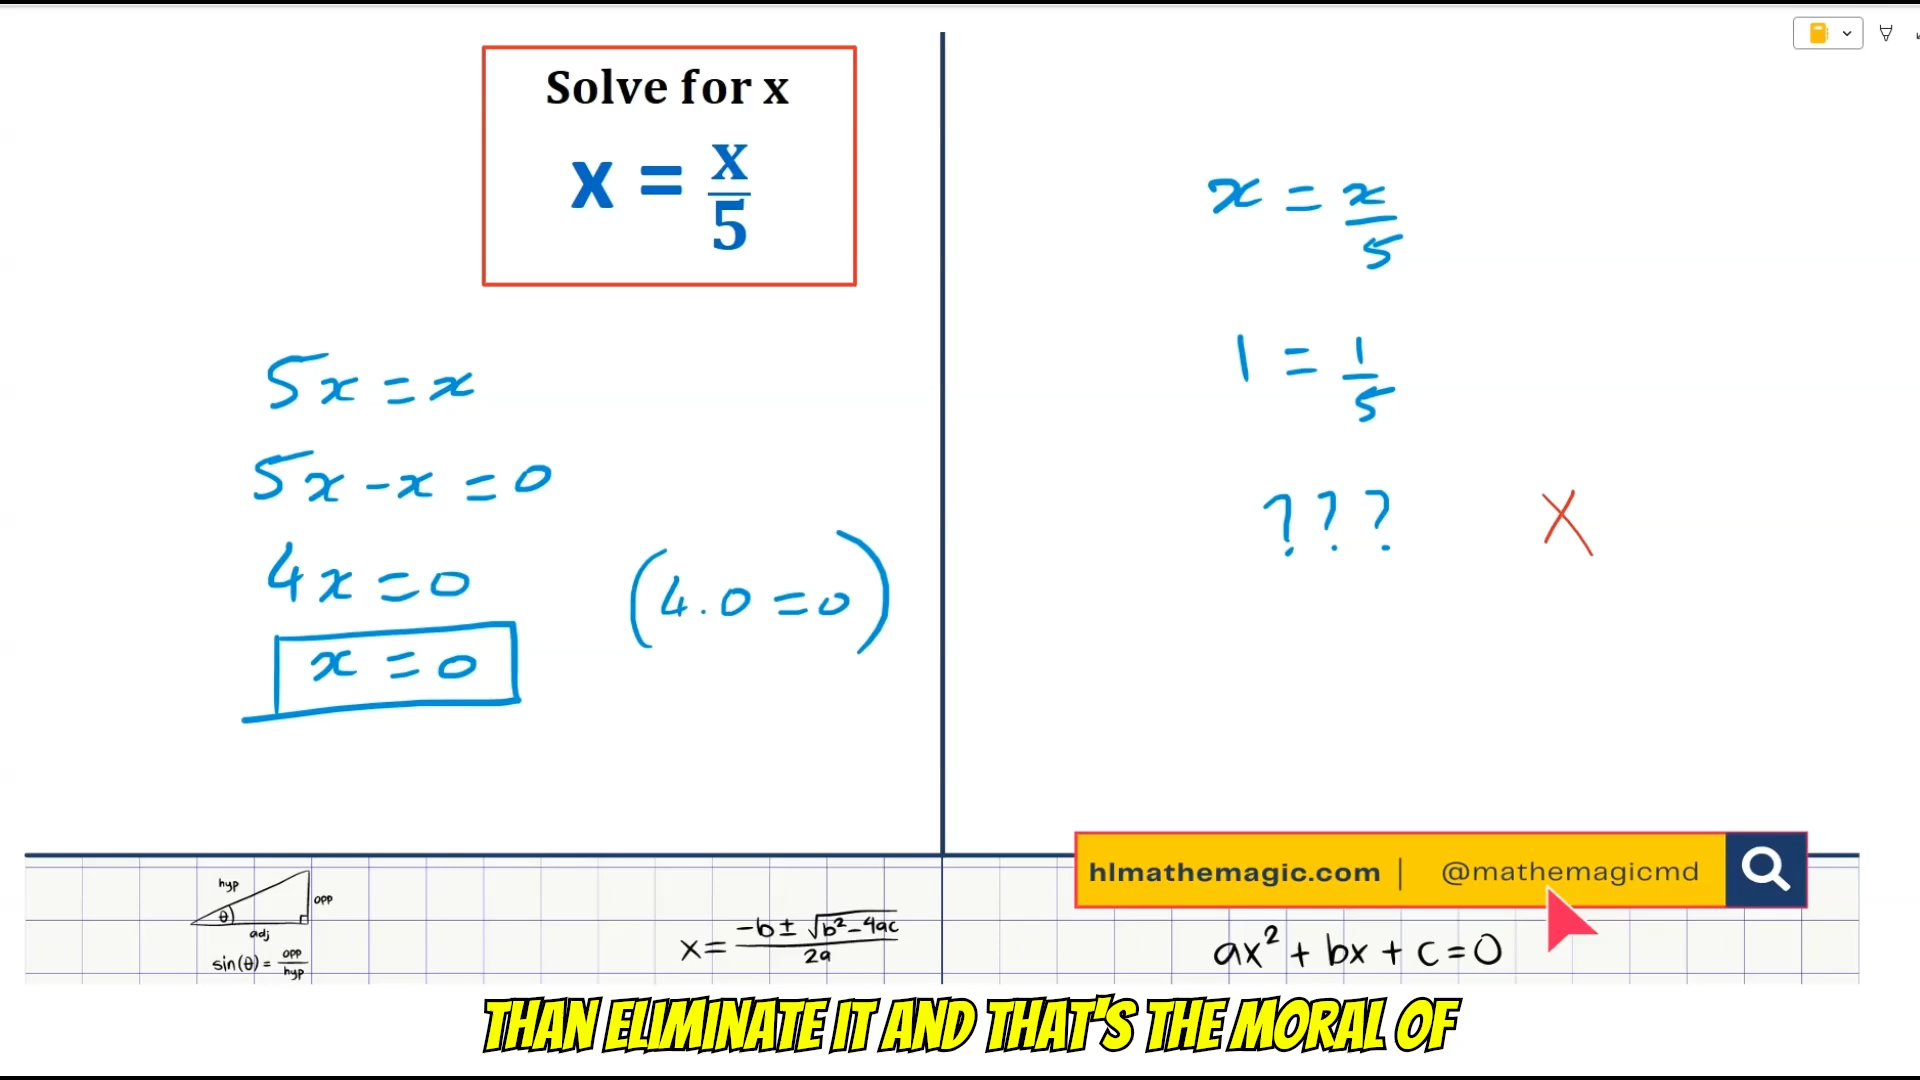 Solve for x
x = x/5
5x = x
5x - x = 0
4x = 0
(4.0 = 0)
x = 0
x = x/5
1 = 1/5
? ? ?
X
hlmathemagic.com | @mathemagicmd
hyp
opp
θ
adj
sin(θ) = opp/hyp
x = -b ± √b² - 4ac / 2a
ax² + bx + c = 0
THAN ELIMINATE IT AND THAT'S THE MORAL OF